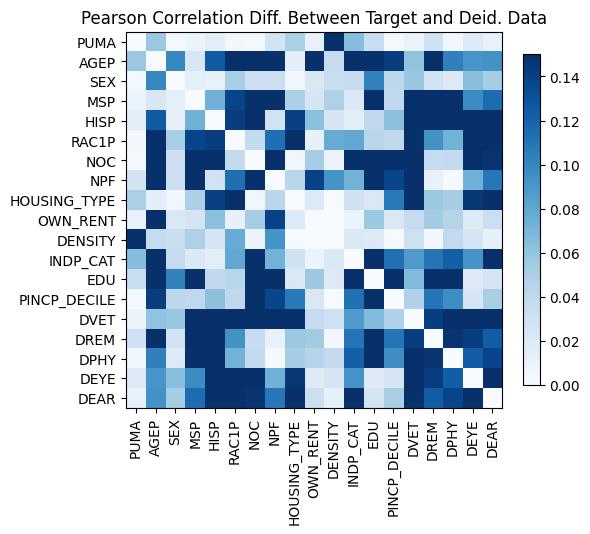 Pearson Correlation Diff. Between Target and Deid. Data
PUMA
AGEP
SEX
MSP
HISP
RAC1P
NOC
NPF
HOUSING_TYPE
OWN_RENT
DENSITY
INDP_CAT
EDU
PINCP_DECILE
DVET
DREM
DPHY
DEYE
DEAR
0.14
0.12
0.10
0.08
0.06
0.04
0.02
0.00
PUMA
AGEP
SEX
MSP
HISP
RAC1P
NOC
NPF
HOUSING_TYPE
OWN_RENT
DENSITY
INDP_CAT
EDU
PINCP_DECILE
DVET
DREM
DPHY
DEYE
DEAR